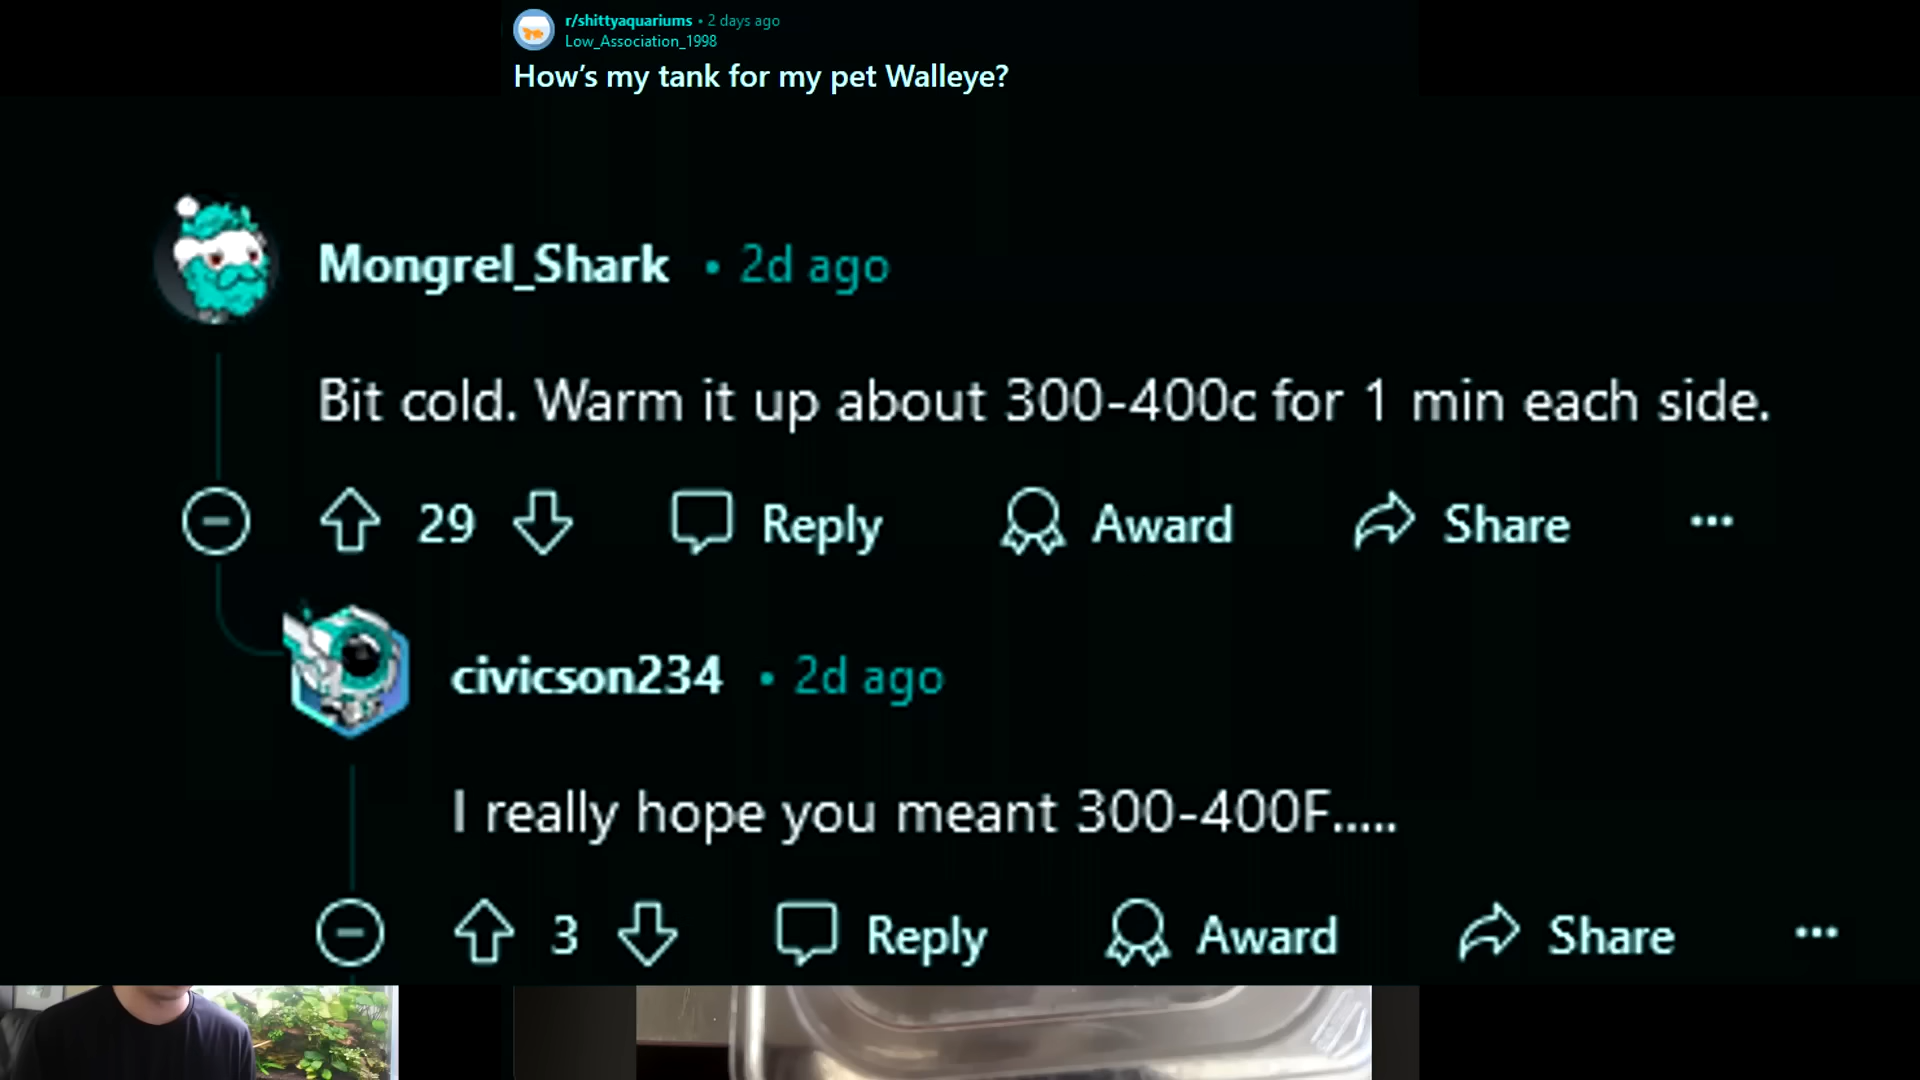 r/shittyaquariums • 2 days ago
Low_Association_1998
How’s my tank for my pet Walleye?
Mongrel_Shark • 2d ago
Bit cold. Warm it up about 300-400c for 1 min each side.
29 Reply Award Share ...
civicson234 • 2d ago
I really hope you meant 300-400F.....
3 Reply Award Share ...